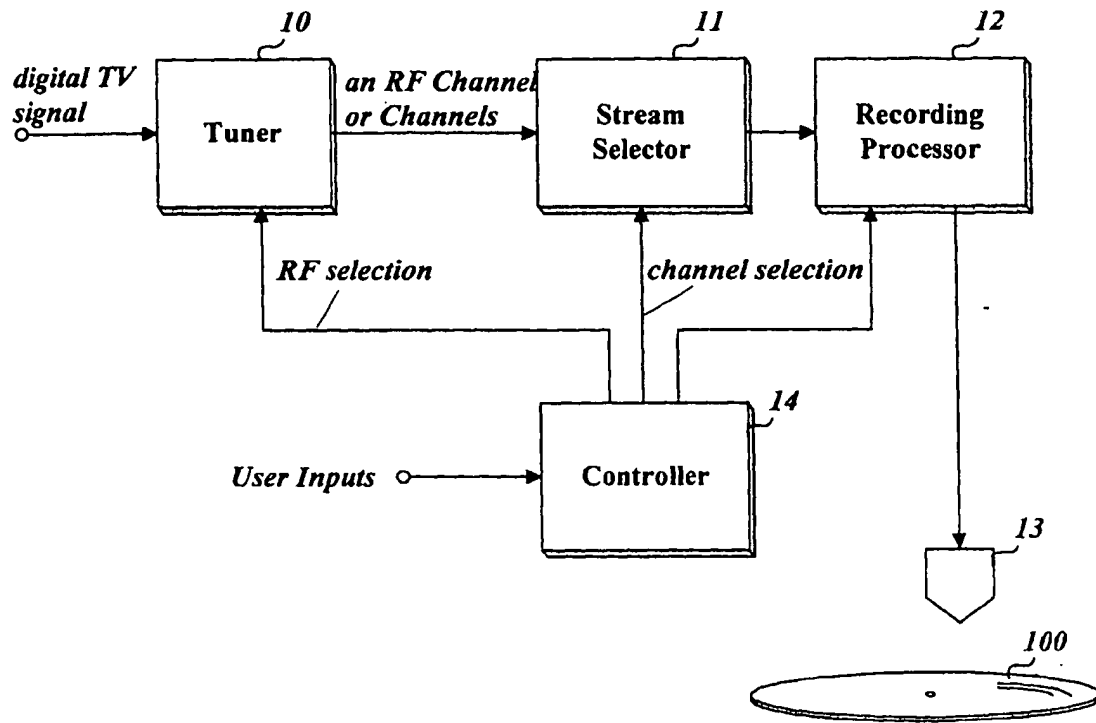 10
11
12
digital TV
signal
Tuner
an RF Channel
or Channels
Stream
Selector
Recording
Processor
RF selection
channel selection
14
User Inputs
Controller
13
100